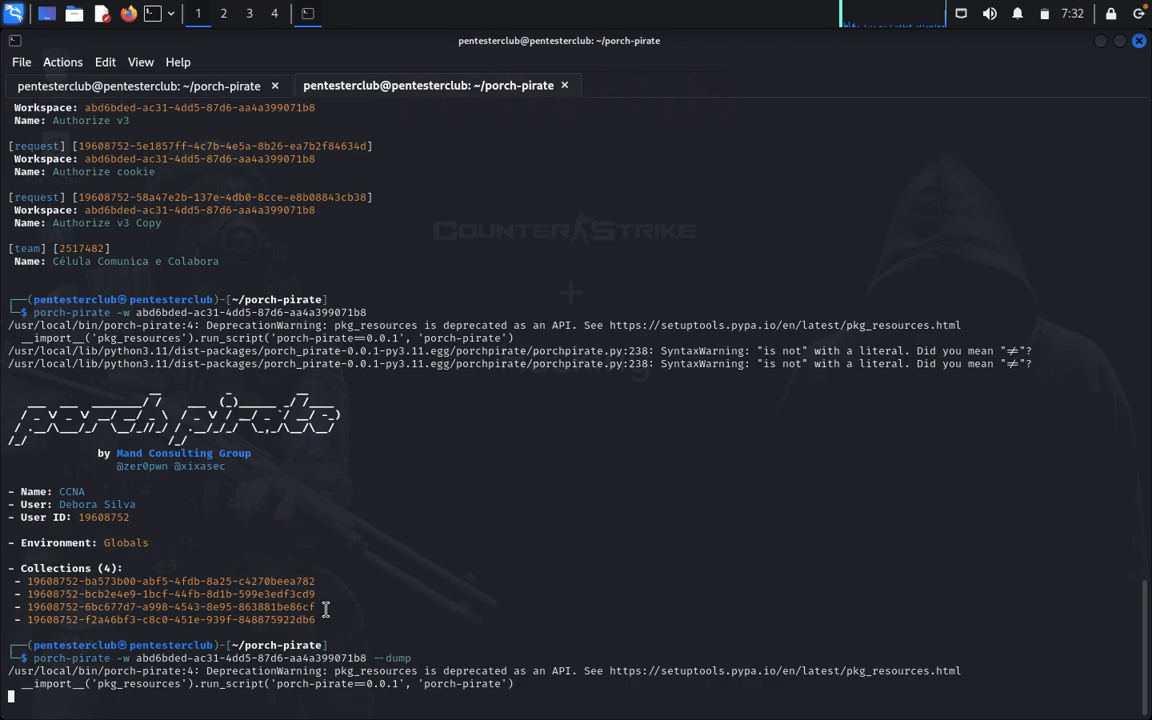 1 2 3 4
7:32
pentesterclub@pentesterclub: ~/porch-pirate
File Actions Edit View Help
pentesterclub@pentesterclub: ~/porch-pirate × pentesterclub@pentesterclub: ~/porch-pirate ×
Workspace: abd6bded-ac31-4dd5-87d6-aa4a399071b8
Name: Authorize v3
[request] [19608752-5e1857ff-4c7b-4e5a-8b26-ea7b2f84634d]
Workspace: abd6bded-ac31-4dd5-87d6-aa4a399071b8
Name: Authorize cookie
[request] [19608752-58a47e2b-137e-4db0-8cce-e8b08843cb38]
Workspace: abd6bded-ac31-4dd5-87d6-aa4a399071b8
Name: Authorize v3 Copy
[team] [2517482]
Name: Célula Comunica e Colabora
COUNTER STRIKE
+
┌──(pentesterclub㉿pentesterclub)-[~/porch-pirate]
└─$ porch-pirate -w abd6bded-ac31-4dd5-87d6-aa4a399071b8
/usr/local/bin/porch-pirate:4: DeprecationWarning: pkg_resources is deprecated as an API. See https://setuptools.pypa.io/en/latest/pkg_resources.html
__import__('pkg_resources').run_script('porch-pirate==0.0.1', 'porch-pirate')
/usr/local/lib/python3.11/dist-packages/porch_pirate-0.0.1-py3.11.egg/porchpirate/porchpirate.py:238: SyntaxWarning: "is not" with a literal. Did you mean "≠"?
/usr/local/lib/python3.11/dist-packages/porch_pirate-0.0.1-py3.11.egg/porchpirate/porchpirate.py:238: SyntaxWarning: "is not" with a literal. Did you mean "≠"?
porch-pirate
by Mand Consulting Group
@zer0pwn @xixasec
- Name: CCNA
- User: Debora Silva
- User ID: 19608752
- Environment: Globals
- Collections (4):
- 19608752-ba573b00-abf5-4fdb-8a25-c4270beea782
- 19608752-bcb2e4e9-1bcf-44fb-8d1b-599e3edf3cd9
- 19608752-6bc677d7-a998-4543-8e95-863881be86cf
- 19608752-f2a46bf3-c8c0-451e-939f-848875922db6
┌──(pentesterclub㉿pentesterclub)-[~/porch-pirate]
└─$ porch-pirate -w abd6bded-ac31-4dd5-87d6-aa4a399071b8 --dump
/usr/local/bin/porch-pirate:4: DeprecationWarning: pkg_resources is deprecated as an API. See https://setuptools.pypa.io/en/latest/pkg_resources.html
__import__('pkg_resources').run_script('porch-pirate==0.0.1', 'porch-pirate')